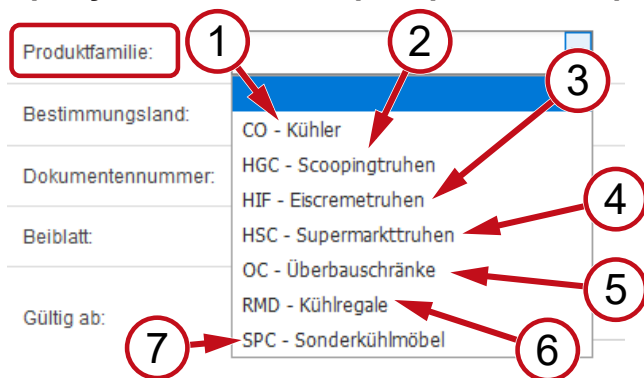 Produktfamilie:
1
2
3
Bestimmungsland:
CO - Kühler
Dokumentennummer:
HGC - Scoopingtruhen
HIF - Eiscremetruhen
4
Beiblatt:
HSC - Supermarkttruhen
OC - Überbauschränke
5
Gültig ab:
RMD - Kühlregale
7
SPC - Sonderkühlmöbel
6